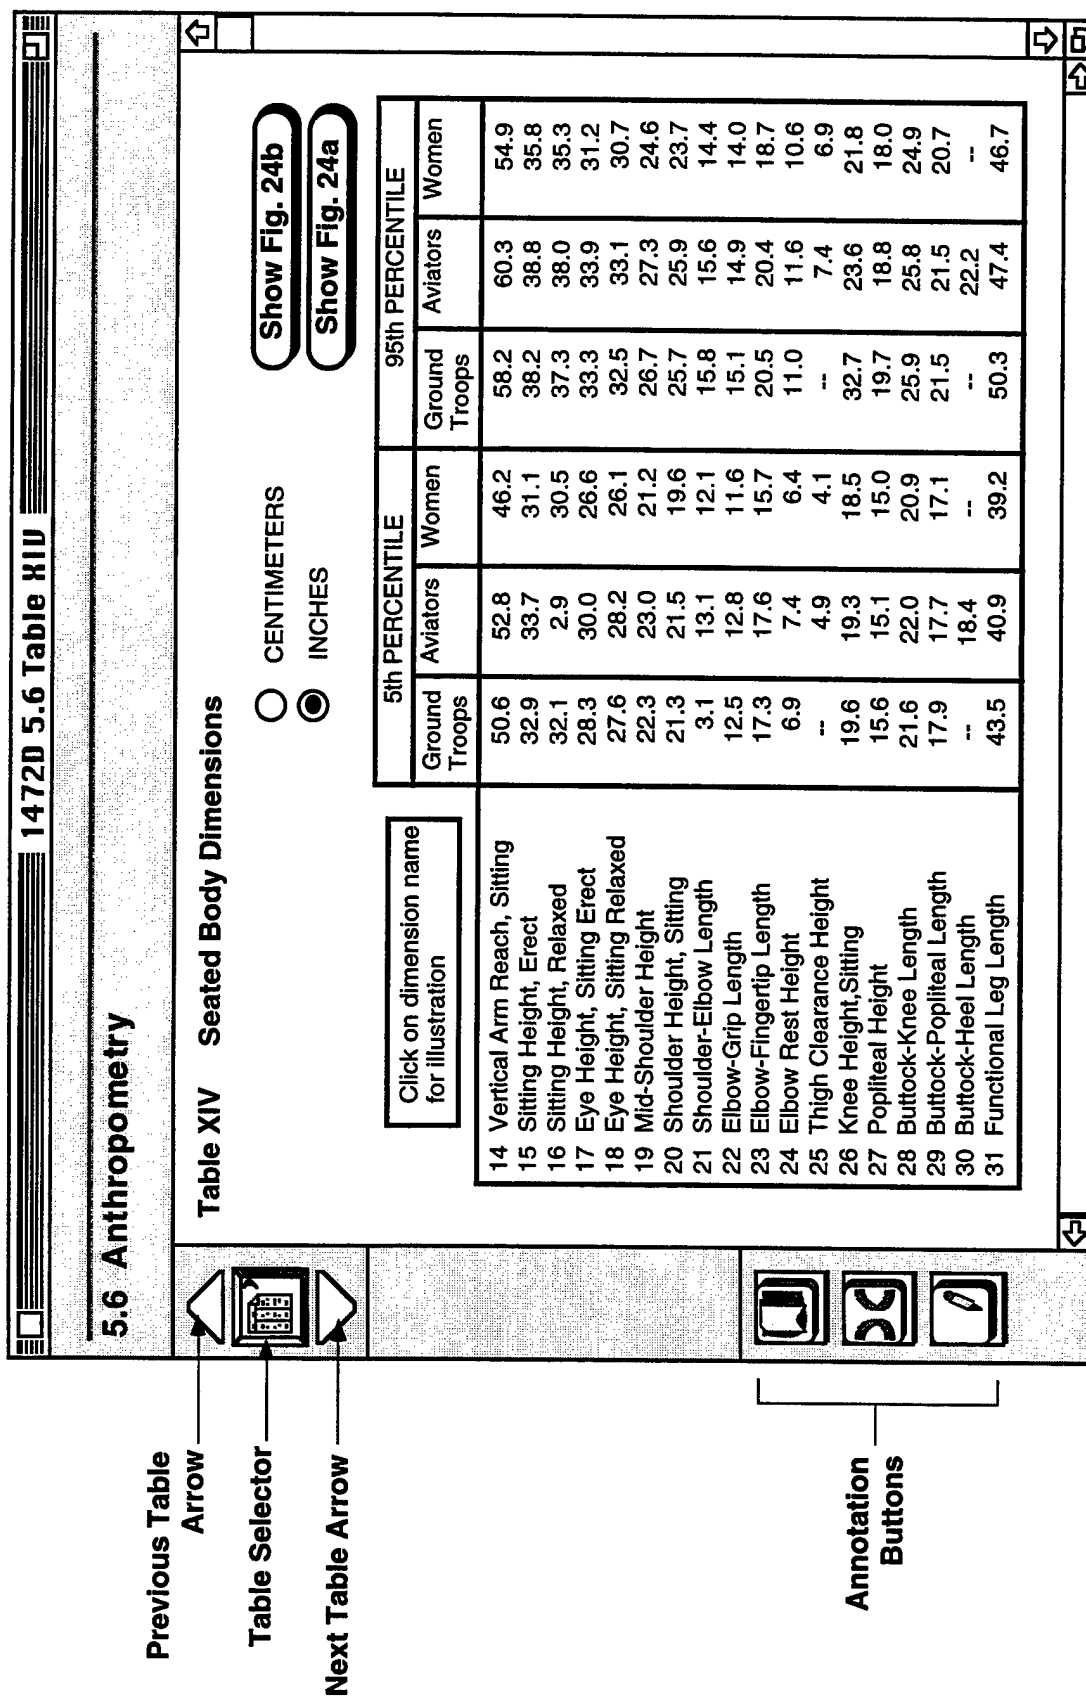 1472D 5.6 Table XIV
5.6 Anthropometry
Previous Table
Arrow
Table Selector
Next Table Arrow
Annotation
Buttons
Table XIV Seated Body Dimensions
CENTIMETERS
INCHES
Show Fig. 24b
Show Fig. 24a
Click on dimension name
for illustration
5th PERCENTILE 95th PERCENTILE
Ground Troops Aviators Women Ground Troops Aviators Women
14 Vertical Arm Reach, Sitting 50.6 52.8 46.2 58.2 60.3 54.9
15 Sitting Height, Erect 32.9 33.7 31.1 38.2 38.8 35.8
16 Sitting Height, Relaxed 32.1 2.9 30.5 37.3 38.0 35.3
17 Eye Height, Sitting Erect 28.3 30.0 26.6 33.3 33.9 31.2
18 Eye Height, Sitting Relaxed 27.6 28.2 26.1 32.5 33.1 30.7
19 Mid-Shoulder Height 22.3 23.0 21.2 26.7 27.3 24.6
20 Shoulder Height, Sitting 21.3 21.5 19.6 25.7 25.9 23.7
21 Shoulder-Elbow Length 3.1 13.1 12.1 15.8 15.6 14.4
22 Elbow-Grip Length 12.5 12.8 11.6 15.1 14.9 14.0
23 Elbow-Fingertip Length 17.3 17.6 15.7 20.5 20.4 18.7
24 Elbow Rest Height 6.9 7.4 6.4 11.0 11.6 10.6
25 Thigh Clearance Height -- 4.9 4.1 -- 7.4 6.9
26 Knee Height,Sitting 19.6 19.3 18.5 32.7 23.6 21.8
27 Popliteal Height 15.6 15.1 15.0 19.7 18.8 18.0
28 Buttock-Knee Length 21.6 22.0 20.9 25.9 25.8 24.9
29 Buttock-Popliteal Length 17.9 17.7 17.1 21.5 21.5 20.7
30 Buttock-Heel Length -- 18.4 -- -- 22.2 --
31 Functional Leg Length 43.5 40.9 39.2 50.3 47.4 46.7